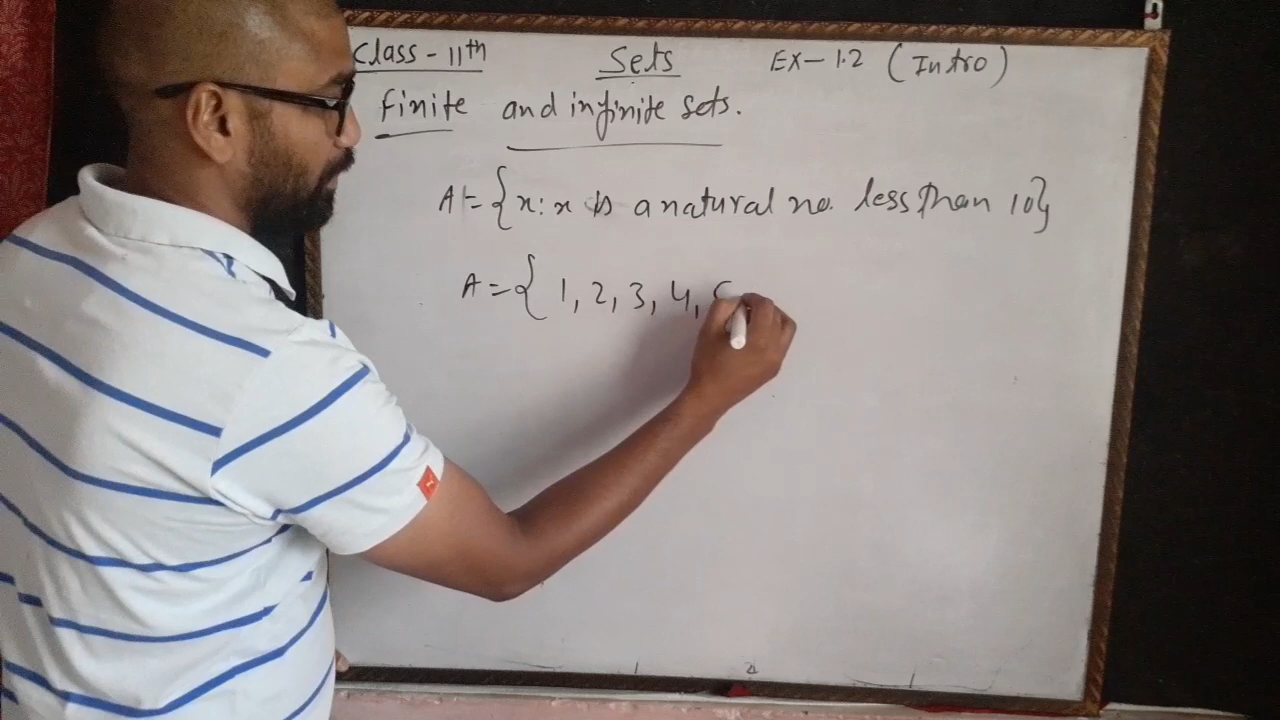 Class - 11th Sets EX - 1.2 (Intro)
Finite and infinite sets.
A = {x: x is a natural no. less than 10}
A = { 1, 2, 3, 4, 5